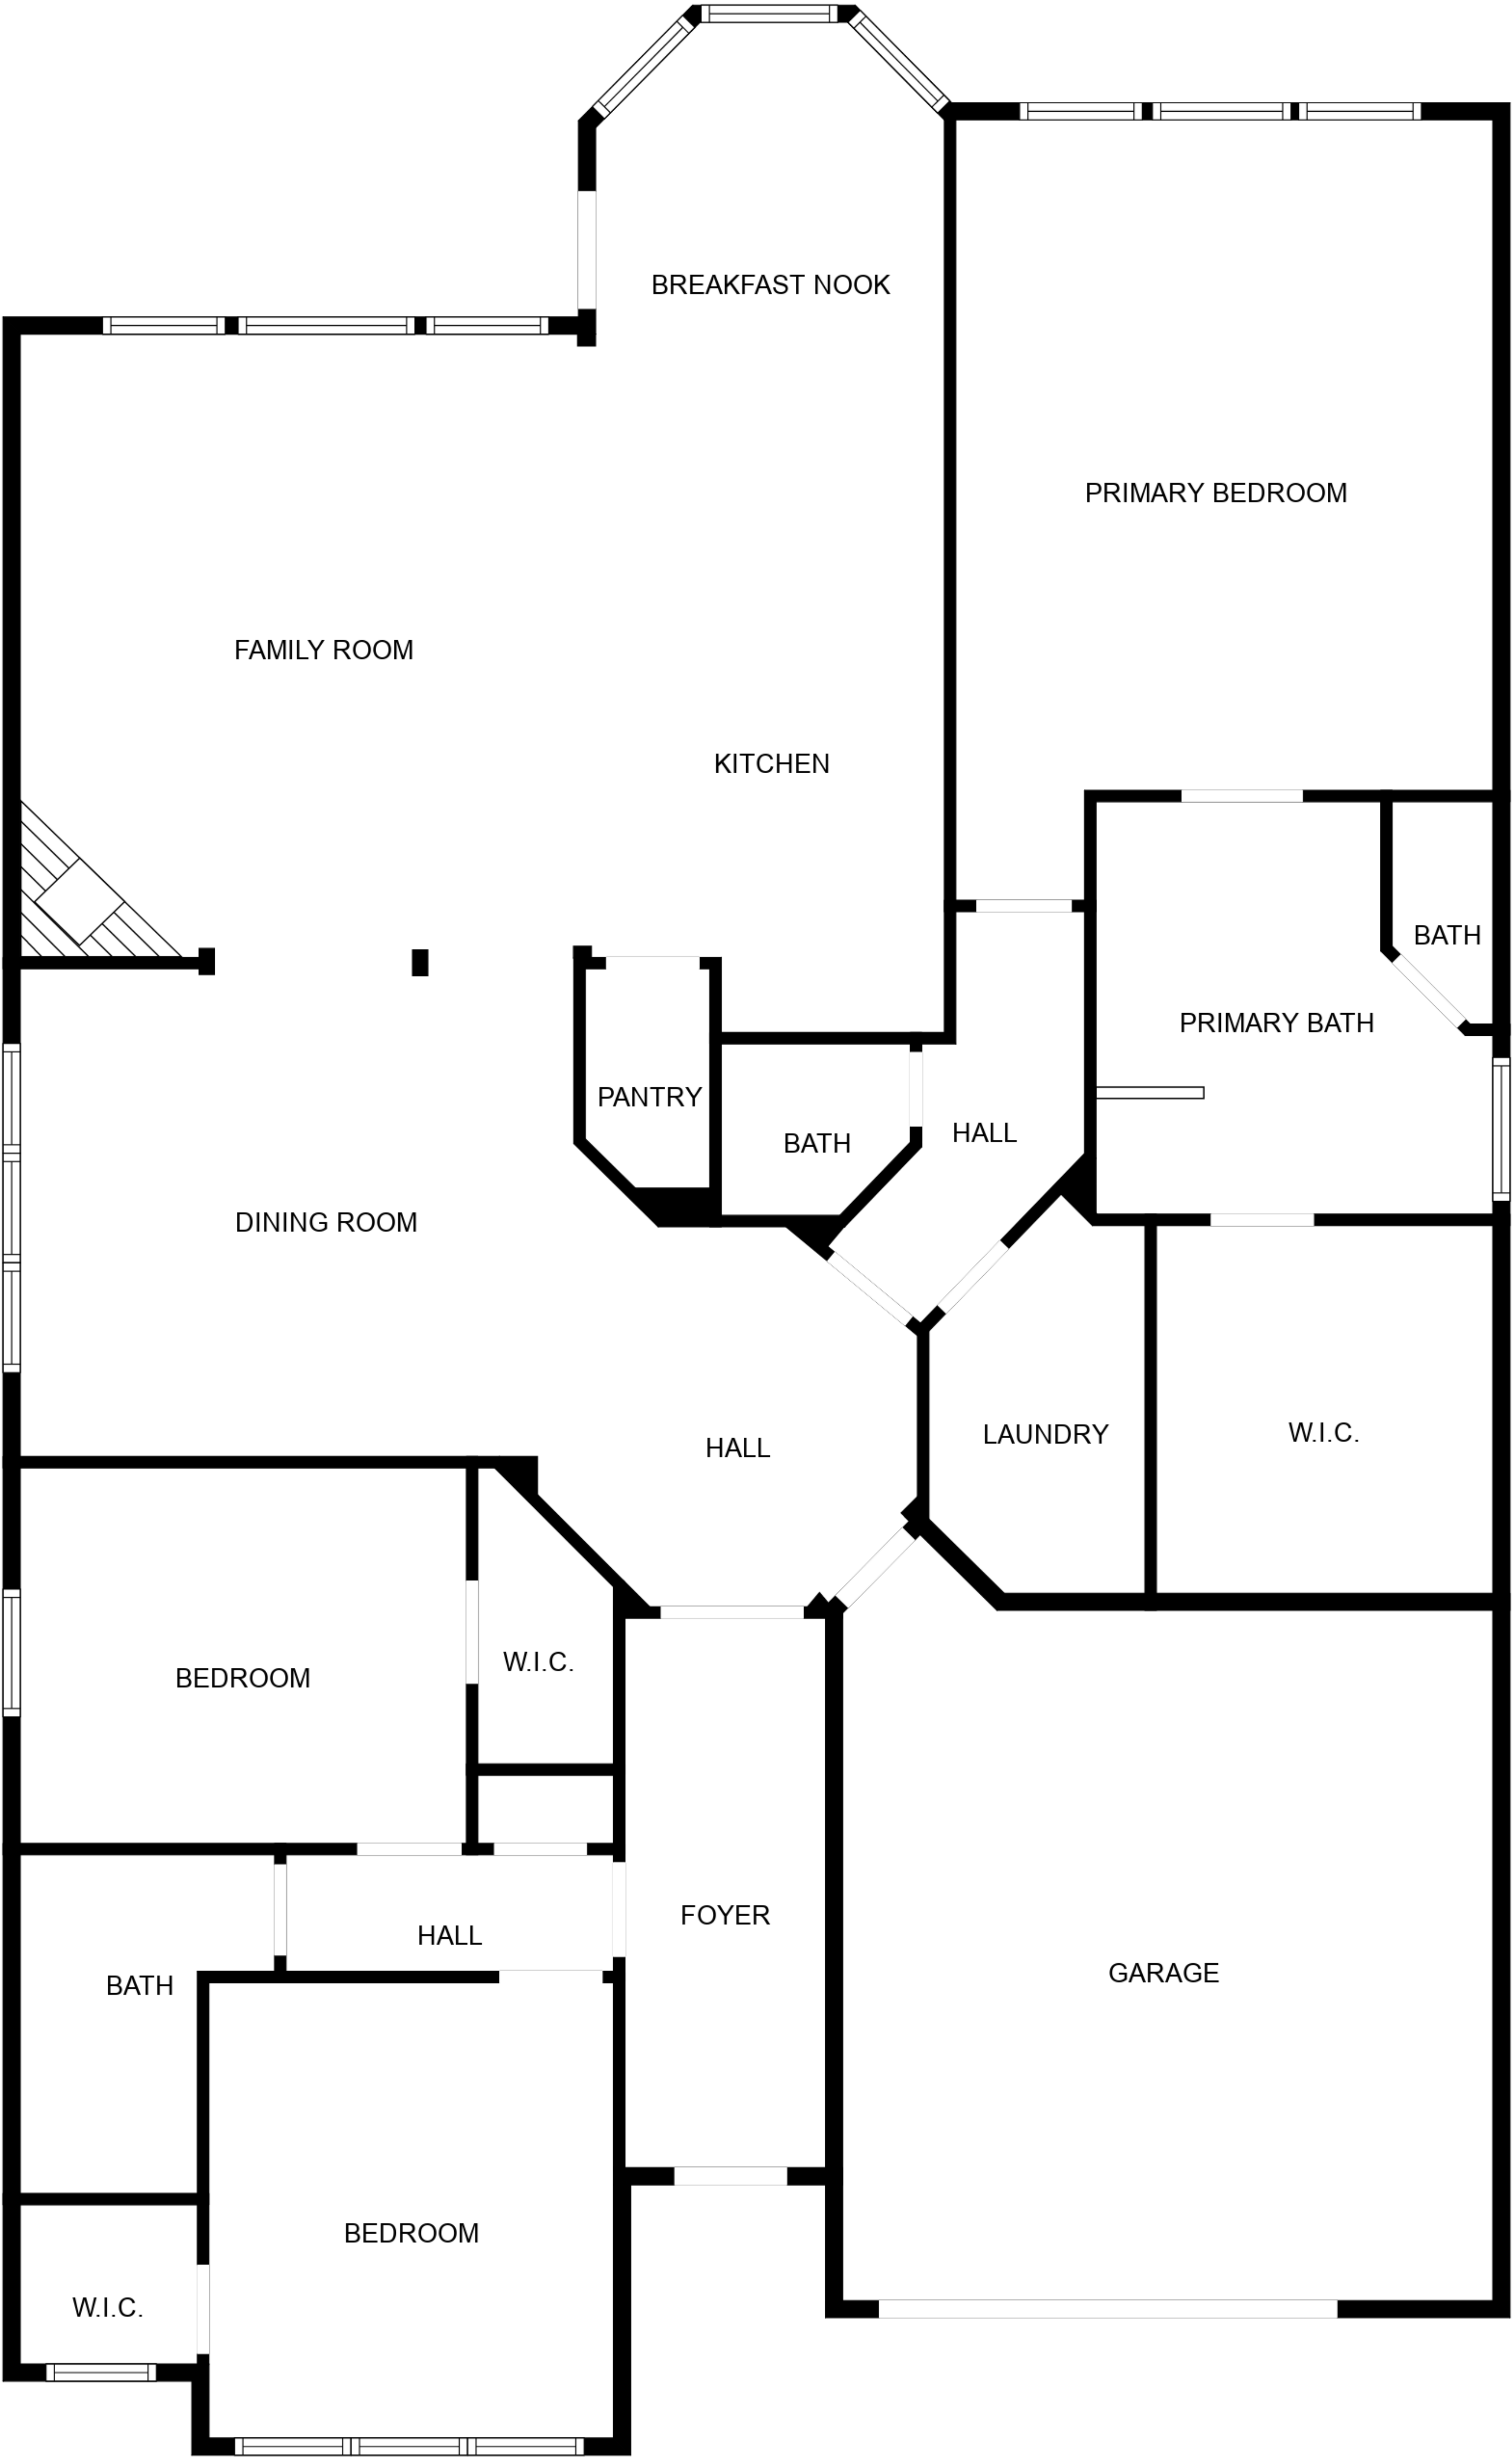 BREAKFAST NOOK
PRIMARY BEDROOM
FAMILY ROOM
KITCHEN
BATH
PRIMARY BATH
PANTRY
BATH
HALL
DINING ROOM
HALL
LAUNDRY
W.I.C.
W.I.C.
BEDROOM
FOYER
HALL
GARAGE
BATH
BEDROOM
W.I.C.